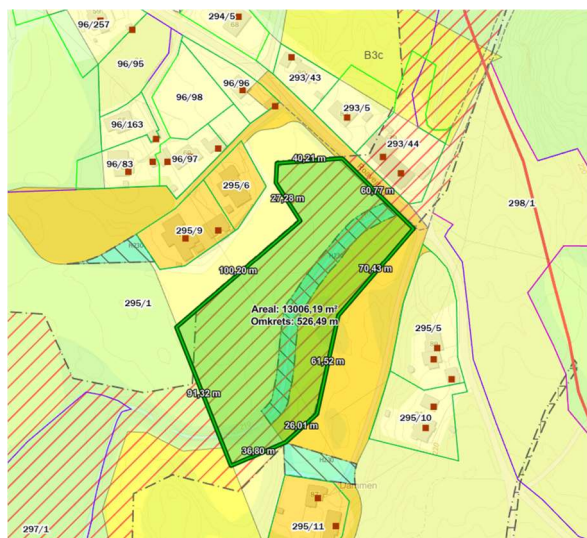 96/257
294/5
B3c
96/95
293/43
96/96
96/98
293/5
96/163
293/44
96/83
96/97
40,21 m
60,77 m
295/6
27,28 m
298/1
295/9
100,20 m
70,43 m
295/1
Areal: 13006,19 m²
Omkrets: 526,49 m
295/5
61,52 m
91,32 m
26,01 m
295/10
36,80 m
Dammen
297/1
295/11